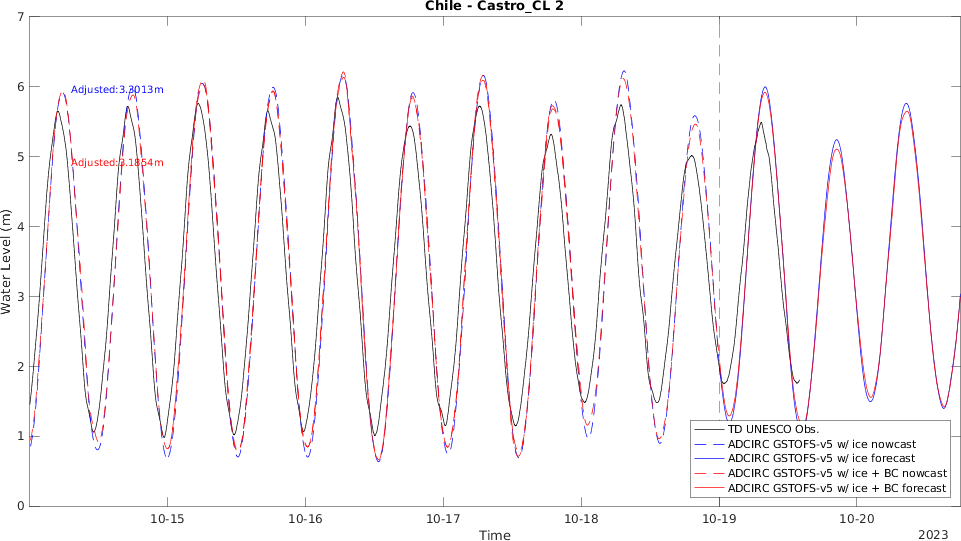 Chile - Castro_CL 2
7
6
5
4
3
2
1
0
Water Level (m)
Adjusted:3.3013m
Adjusted:3.1854m
TD UNESCO Obs.
ADCIRC GSTOFS-v5 w/ ice nowcast
ADCIRC GSTOFS-v5 w/ ice forecast
ADCIRC GSTOFS-v5 w/ ice + BC nowcast
ADCIRC GSTOFS-v5 w/ ice + BC forecast
10-15 10-16 10-17 10-18 10-19 10-20
Time
2023